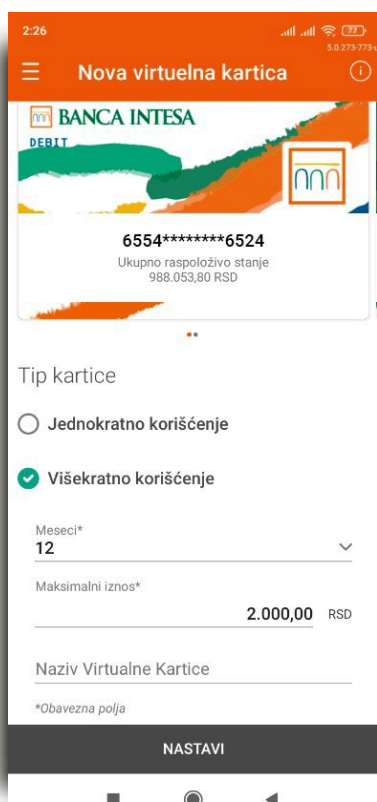 2:26
77
5.0.273-773-u
Nova virtuelna kartica
BANCA INTESA
DEBIT
6554********6524
Ukupno raspoloživo stanje
988.053,80 RSD
Tip kartice
Jednokratno korišćenje
Višekratno korišćenje
Meseci*
12
Maksimalni iznos*
2.000,00 RSD
Naziv Virtualne Kartice
*Obavezna polja
NASTAVI